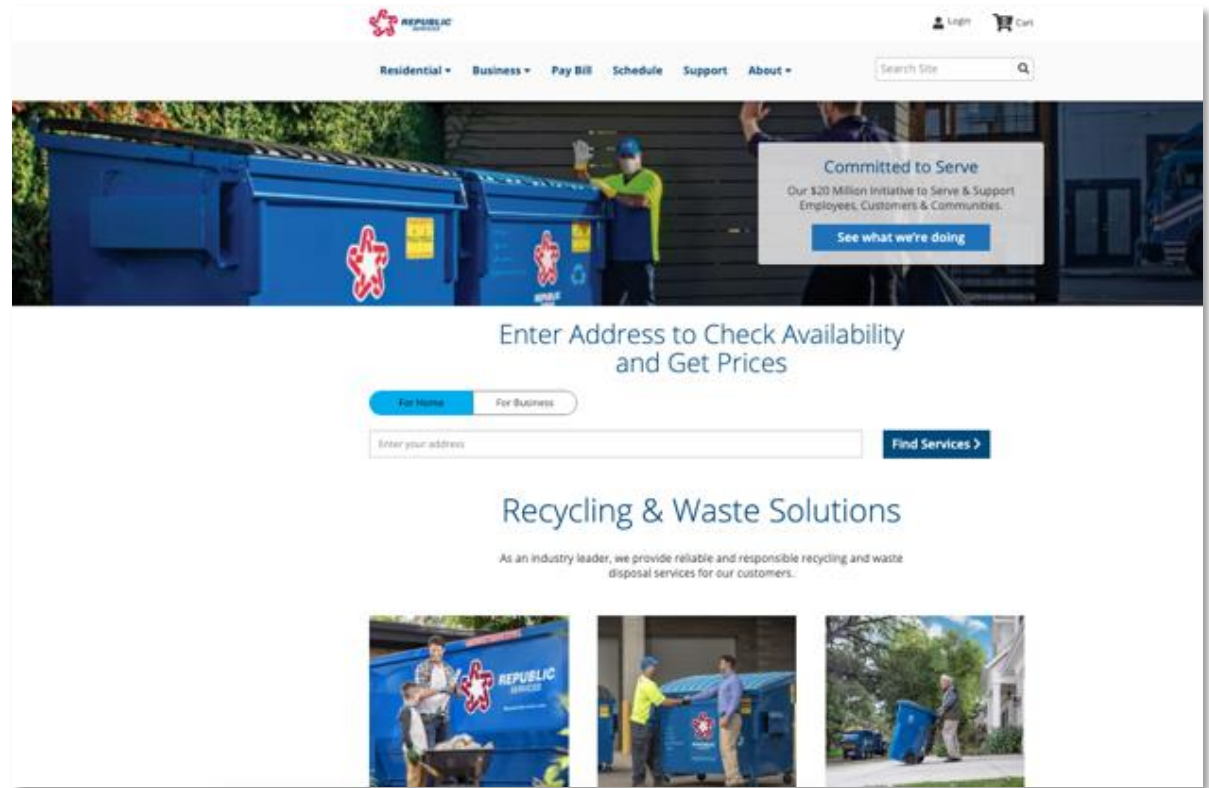 REPUBLIC
SERVICES
Login
Cart
Residential Business Pay Bill Schedule Support About
Search Site
Committed to Serve
Our $20 Million Initiative to Serve & Support
Employees, Customers & Communities.
See what we're doing
REPUBLIC
Enter Address to Check Availability
and Get Prices
For Home For Business
Enter your address
Find Services
Recycling & Waste Solutions
As an industry leader, we provide reliable and responsible recycling and waste
disposal services for our customers.
REPUBLIC
SERVICES
REPUBLIC